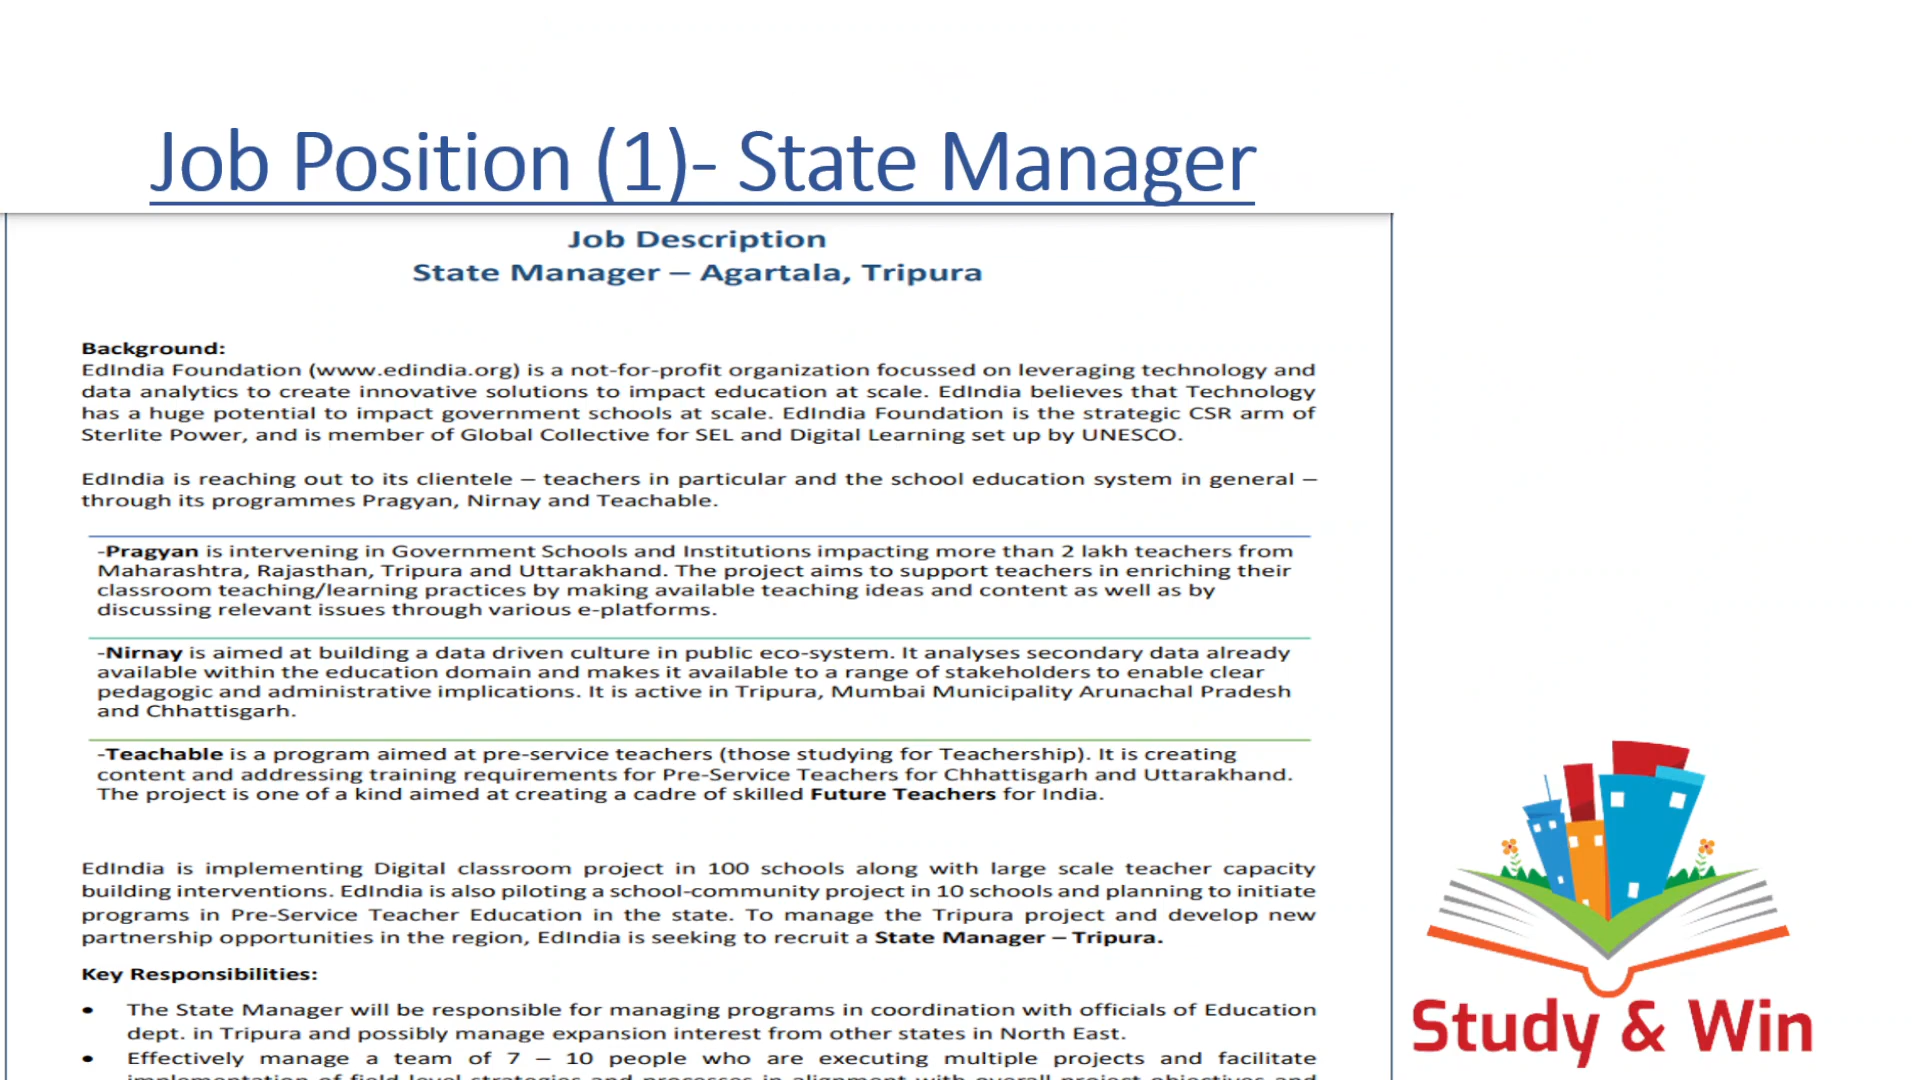 Job Position (1)- State Manager
Job Description
State Manager – Agartala, Tripura
Background:
EdIndia Foundation (www.edindia.org) is a not-for-profit organization focussed on leveraging technology and
data analytics to create innovative solutions to impact education at scale. EdIndia believes that Technology
has a huge potential to impact government schools at scale. EdIndia Foundation is the strategic CSR arm of
Sterlite Power, and is member of Global Collective for SEL and Digital Learning set up by UNESCO.
EdIndia is reaching out to its clientele – teachers in particular and the school education system in general –
through its programmes Pragyan, Nirnay and Teachable.
-Pragyan is intervening in Government Schools and Institutions impacting more than 2 lakh teachers from
Maharashtra, Rajasthan, Tripura and Uttarakhand. The project aims to support teachers in enriching their
classroom teaching/learning practices by making available teaching ideas and content as well as by
discussing relevant issues through various e-platforms.
-Nirnay is aimed at building a data driven culture in public eco-system. It analyses secondary data already
available within the education domain and makes it available to a range of stakeholders to enable clear
pedagogic and administrative implications. It is active in Tripura, Mumbai Municipality Arunachal Pradesh
and Chhattisgarh.
-Teachable is a program aimed at pre-service teachers (those studying for Teachership). It is creating
content and addressing training requirements for Pre-Service Teachers for Chhattisgarh and Uttarakhand.
The project is one of a kind aimed at creating a cadre of skilled Future Teachers for India.
EdIndia is implementing Digital classroom project in 100 schools along with large scale teacher capacity
building interventions. EdIndia is also piloting a school-community project in 10 schools and planning to initiate
programs in Pre-Service Teacher Education in the state. To manage the Tripura project and develop new
partnership opportunities in the region, EdIndia is seeking to recruit a State Manager – Tripura.
Key Responsibilities:
• The State Manager will be responsible for managing programs in coordination with officials of Education
dept. in Tripura and possibly manage expansion interest from other states in North East.
• Effectively manage a team of 7 – 10 people who are executing multiple projects and facilitate
implementation of field level strategies and processes in alignment with overall project objectives and
Study & Win